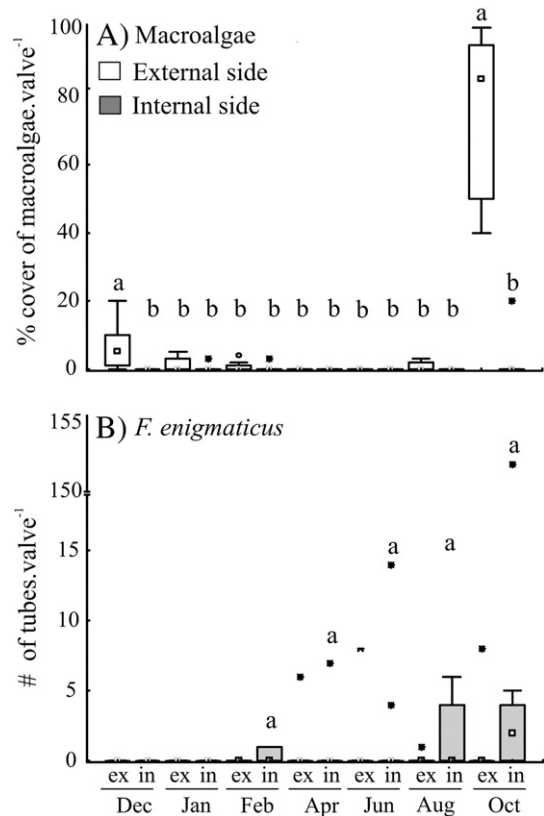 A) Macroalgae
External side
Internal side
% cover of macroalgae.valve-1
100
80
60
40
20
0
a b b b b b b b b b b b a b
B) F. enigmaticus
# of tubes.valve-1
155
150
15
10
5
0
a a a a a
ex in ex in ex in ex in ex in ex in ex in
Dec Jan Feb Apr Jun Aug Oct